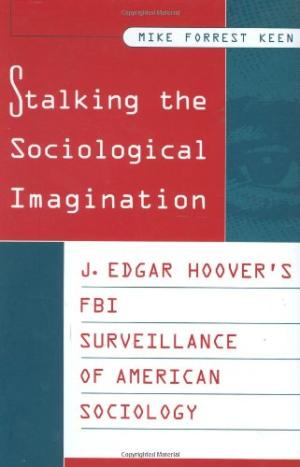 MIKE FORREST KEEN
Stalking the
Sociological
Imagination
J. EDGAR HOOVER'S
FBI
SURVEILLANCE
OF AMERICAN
SOCIOLOGY